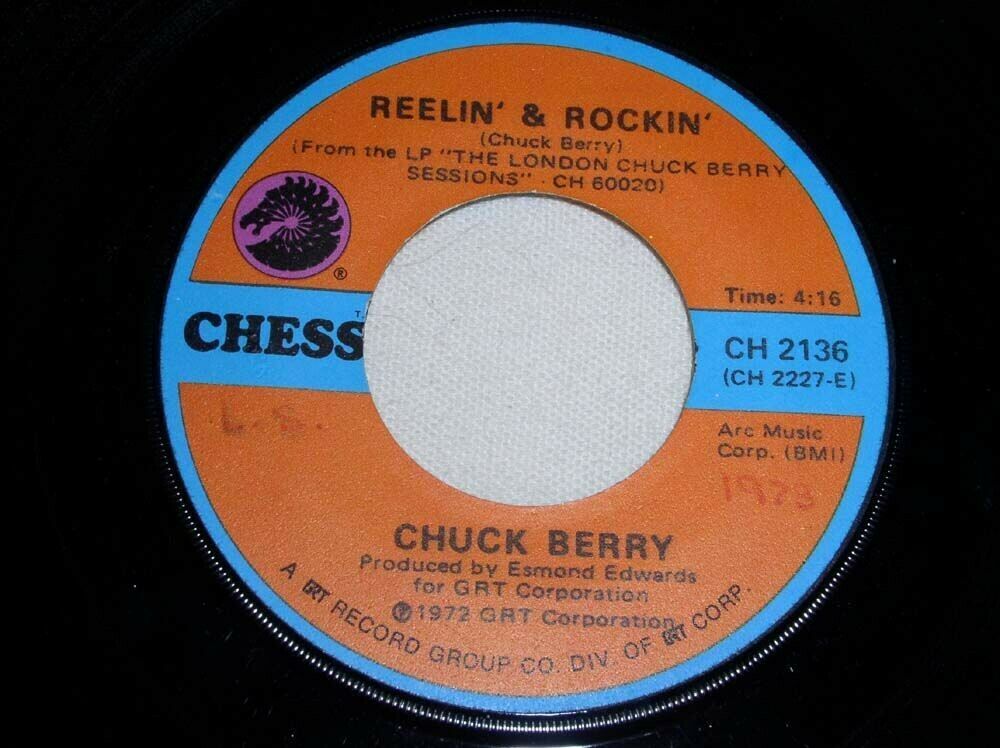 REELIN' & ROCKIN'
(Chuck Berry)
(From the LP "THE LONDON CHUCK BERRY
SESSIONS" - CH 60020)
®
Time: 4:16
CHESS
CH 2136
(CH 2227-E)
L. S.
Arc Music
Corp. (BMI)
1973
CHUCK BERRY
Produced by Esmond Edwards
for GRT Corporation
℗ 1972 GRT Corporation
A GRT RECORD GROUP CO. DIV. OF GRT CORP.